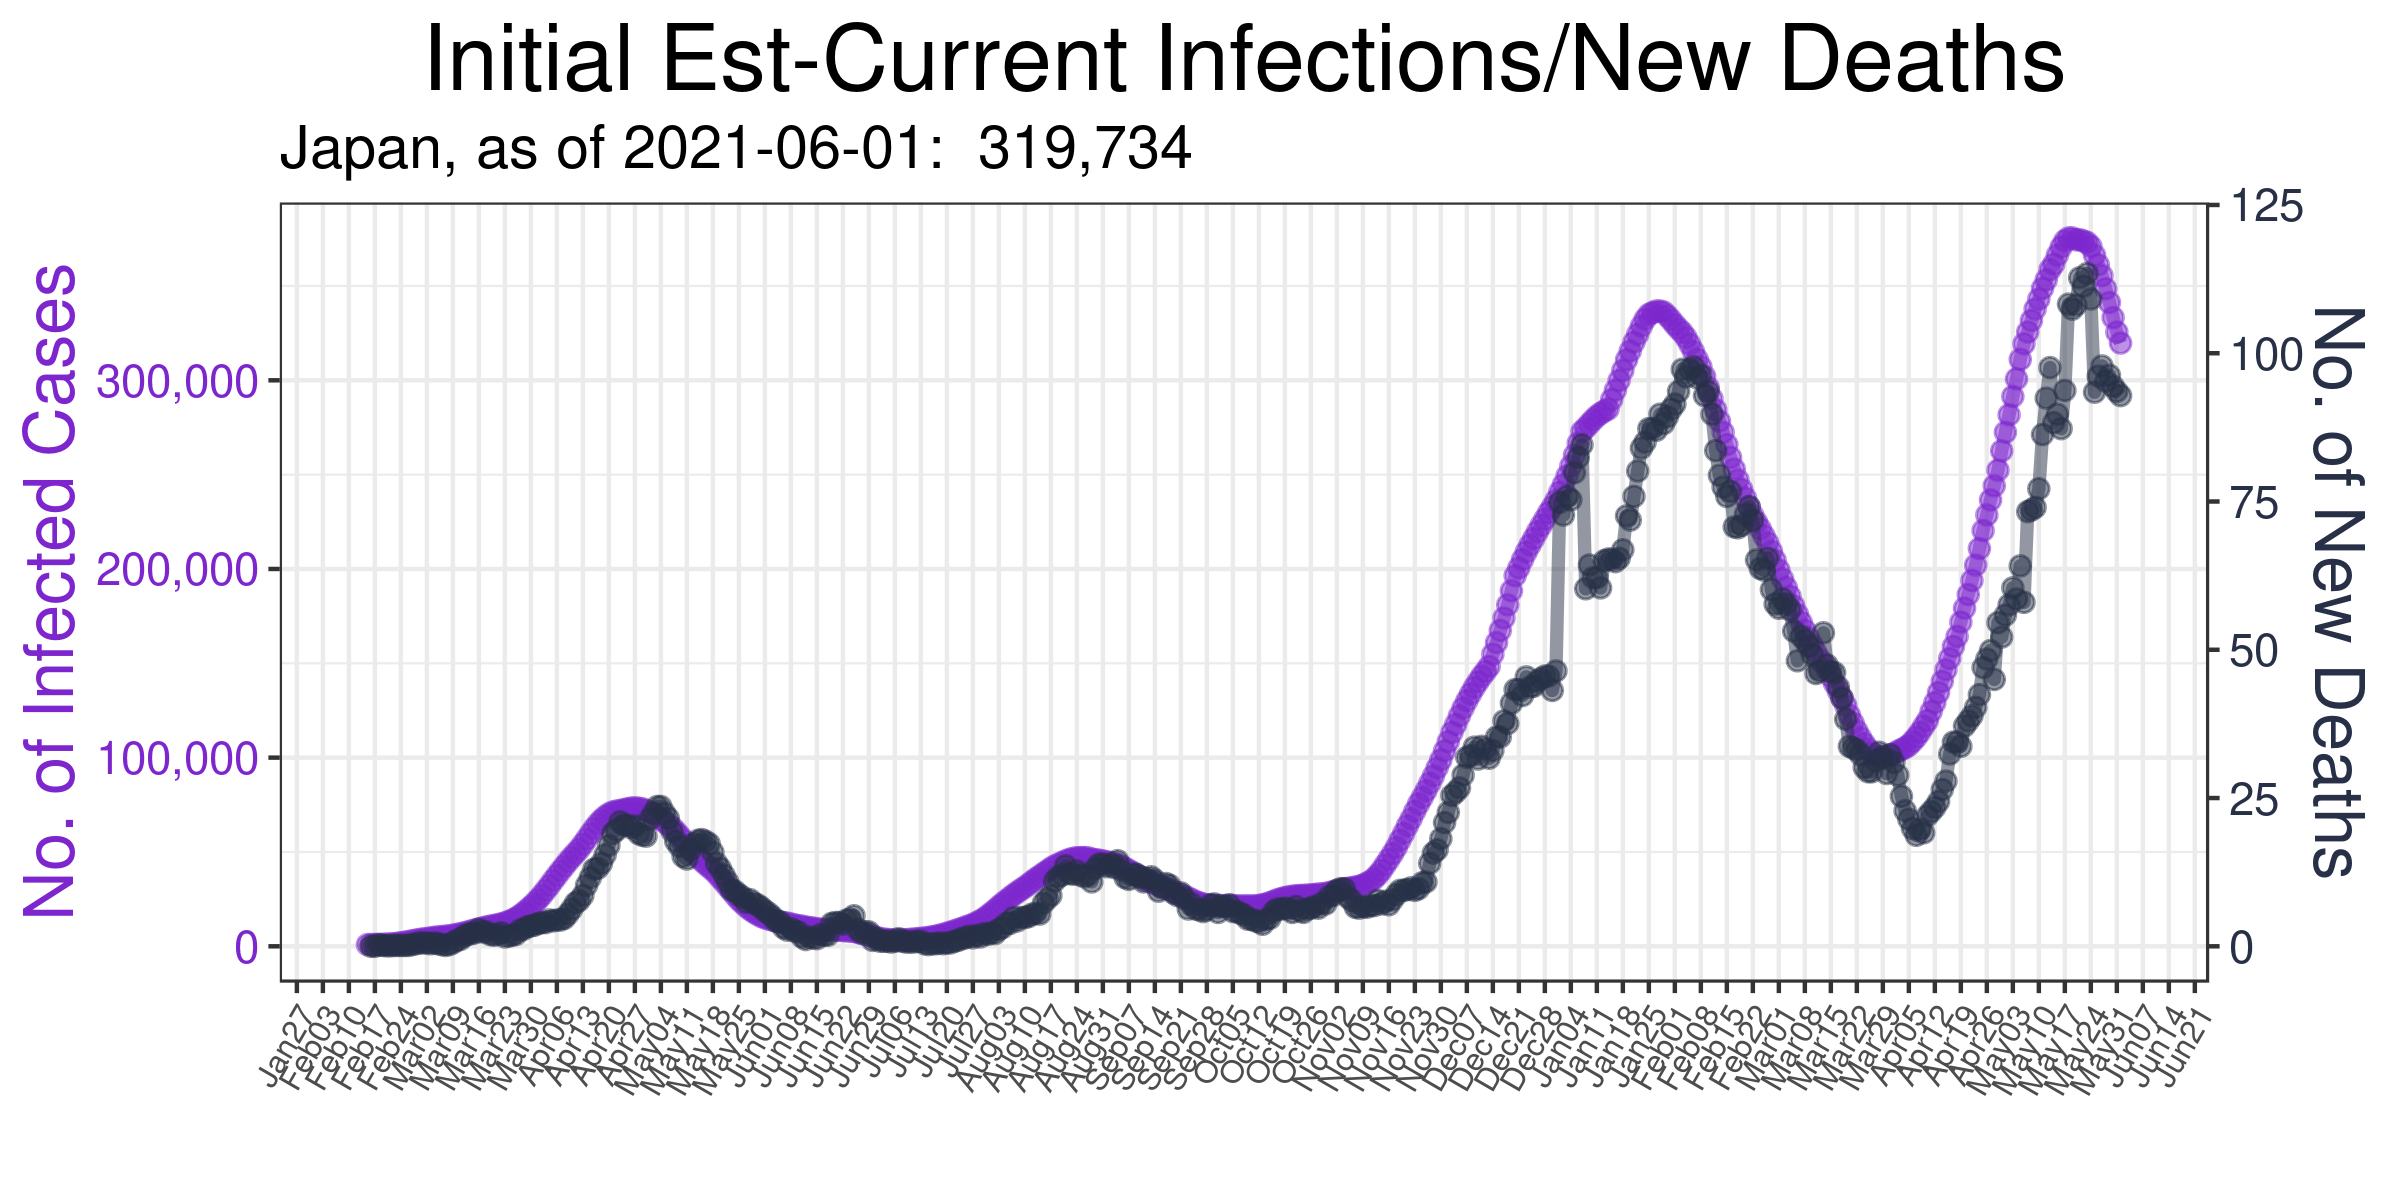 Initial Est-Current Infections/New Deaths
Japan, as of 2021-06-01:  319,734
No. of Infected Cases
300,000
200,000
100,000
0
125
100
75
50
25
0
No. of New Deaths
Jan27
Feb03
Feb10
Feb17
Feb24
Mar02
Mar09
Mar16
Mar23
Mar30
Apr06
Apr13
Apr20
Apr27
May04
May11
May18
May25
Jun01
Jun08
Jun15
Jun22
Jun29
Jul06
Jul13
Jul20
Jul27
Aug03
Aug10
Aug17
Aug24
Aug31
Sep07
Sep14
Sep21
Sep28
Oct05
Oct12
Oct19
Oct26
Nov02
Nov09
Nov16
Nov23
Nov30
Dec07
Dec14
Dec21
Dec28
Jan04
Jan11
Jan18
Jan25
Feb01
Feb08
Feb15
Feb22
Mar01
Mar08
Mar15
Mar22
Mar29
Apr05
Apr12
Apr19
Apr26
May03
May10
May17
May24
May31
Jun07
Jun14
Jun21